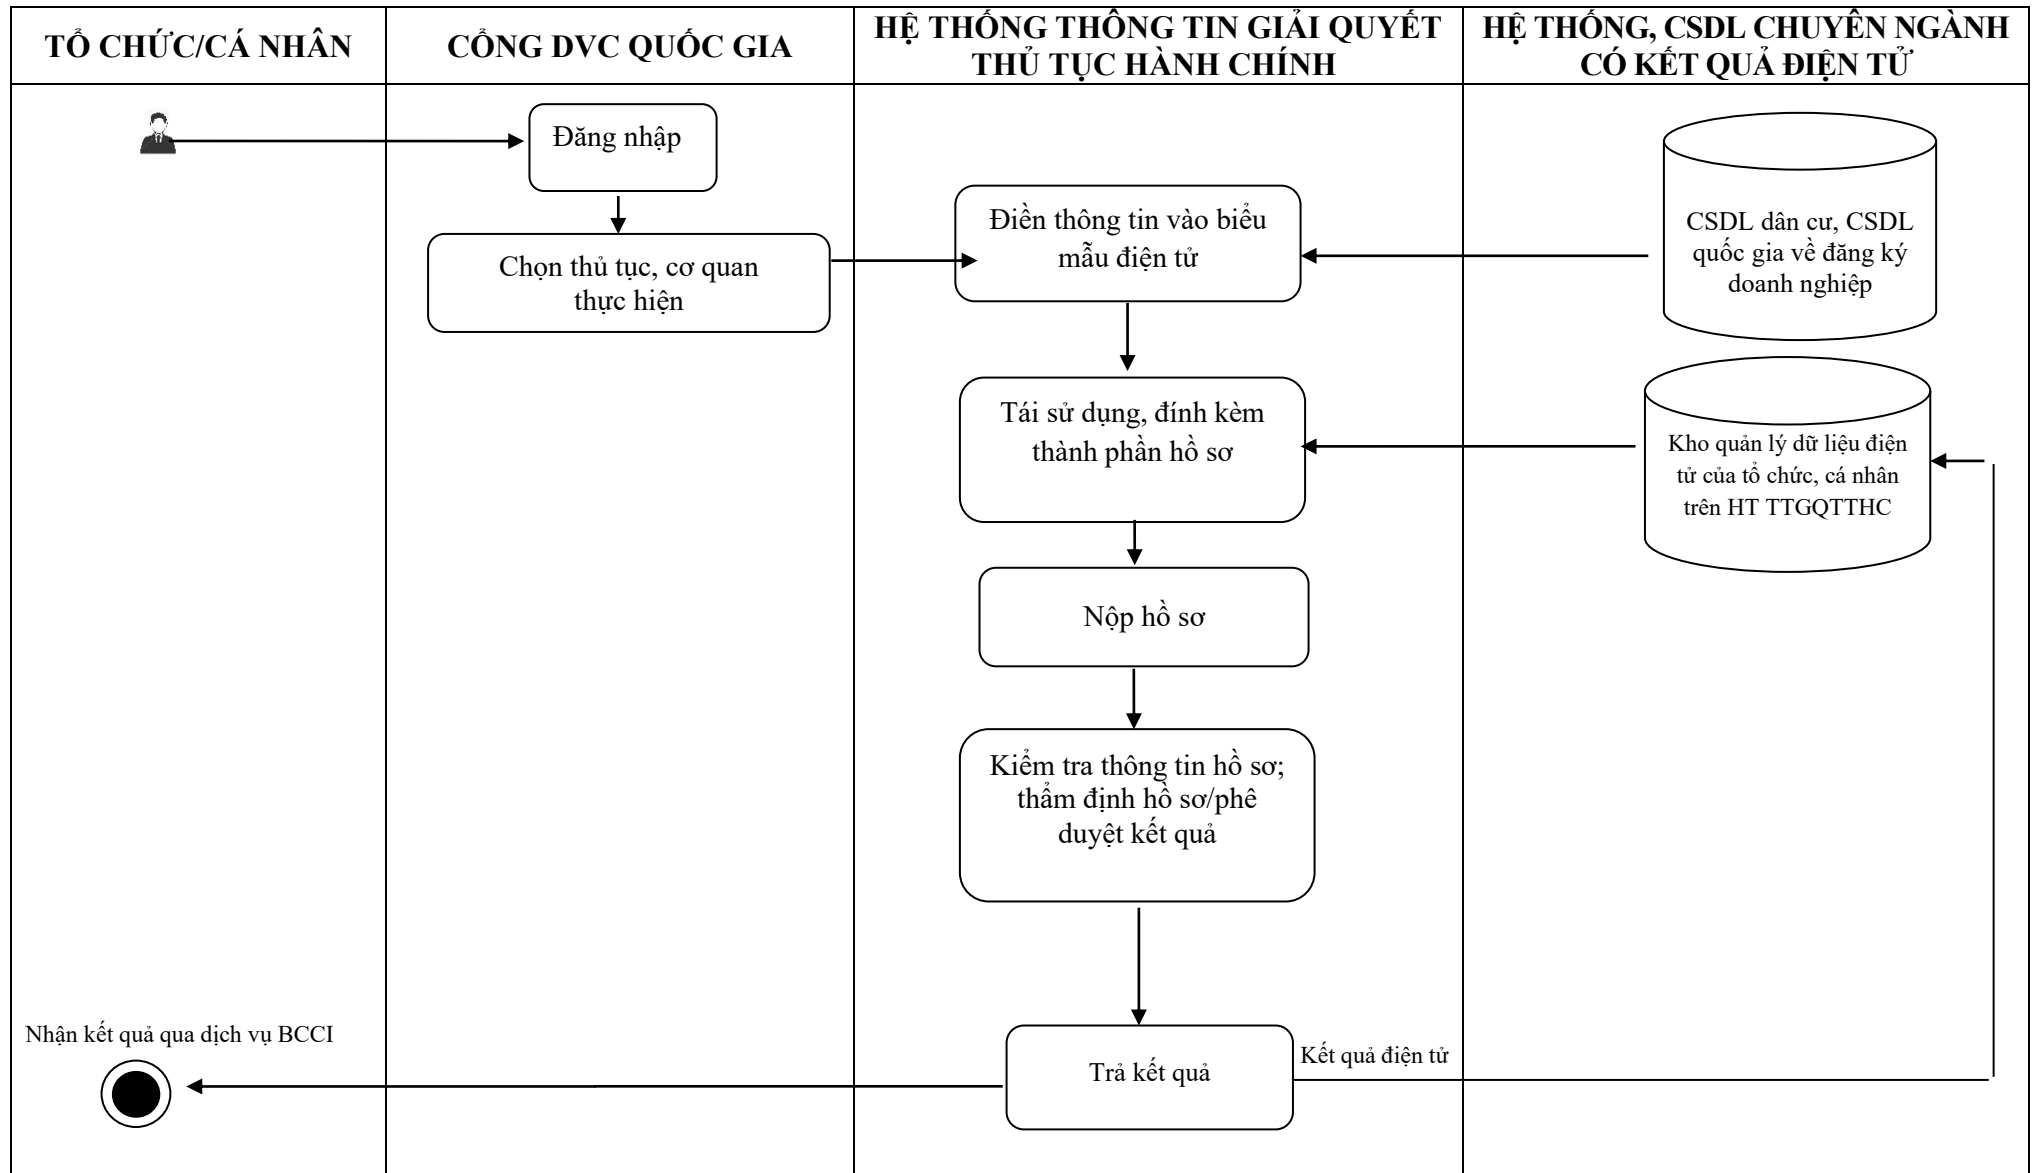 TỔ CHỨC/CÁ NHÂN
CỔNG DVC QUỐC GIA
HỆ THỐNG THÔNG TIN GIẢI QUYẾT
THỦ TỤC HÀNH CHÍNH
HỆ THỐNG, CSDL CHUYÊN NGÀNH
CÓ KẾT QUẢ ĐIỆN TỬ
Đăng nhập
Chọn thủ tục, cơ quan
thực hiện
Điền thông tin vào biểu
mẫu điện tử
CSDL dân cư, CSDL
quốc gia về đăng ký
doanh nghiệp
Tái sử dụng, đính kèm
thành phần hồ sơ
Kho quản lý dữ liệu điện
tử của tổ chức, cá nhân
trên HT TTGQTTHC
Nộp hồ sơ
Kiểm tra thông tin hồ sơ;
thẩm định hồ sơ/phê
duyệt kết quả
Nhận kết quả qua dịch vụ BCCI
Trả kết quả
Kết quả điện tử